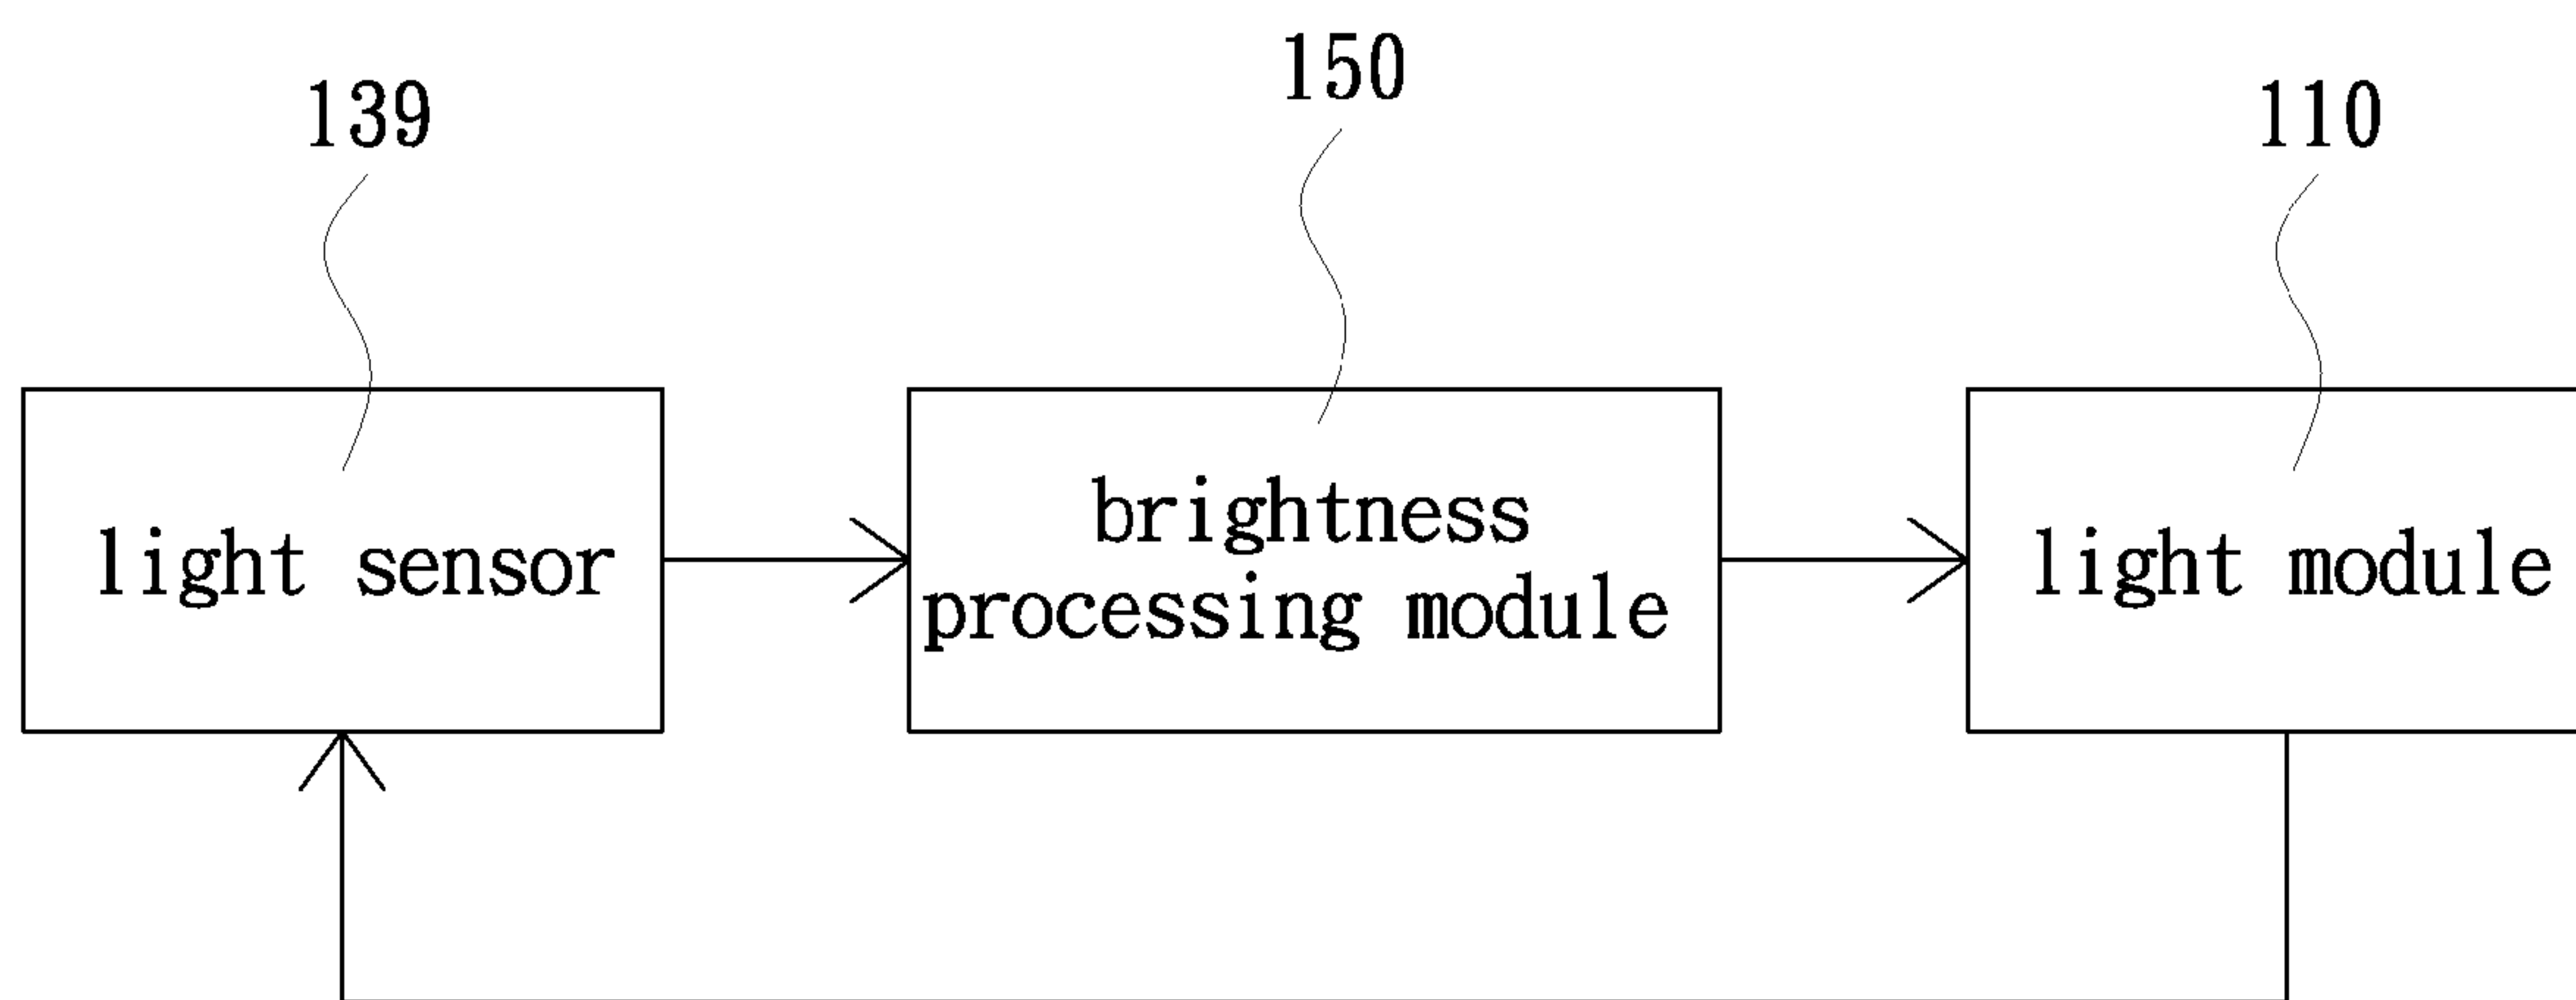 139
150
110
light sensor
brightness
processing module
light module